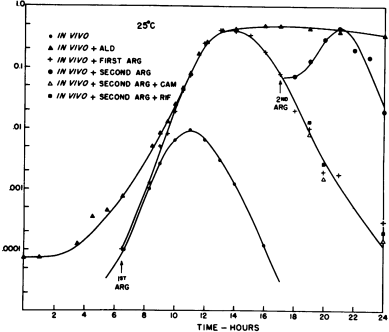 1.0
25°C
• IN VIVO
▲ IN VIVO + ALD
+ IN VIVO + FIRST ARG
● IN VIVO + SECOND ARG
△ IN VIVO + SECOND ARG + CAM
■ IN VIVO + SECOND ARG + RIF
0.1
.01
.001
.0001
2ND
ARG
1ST
ARG
2 4 6 8 10 12 14 16 18 20 22 24
TIME - HOURS